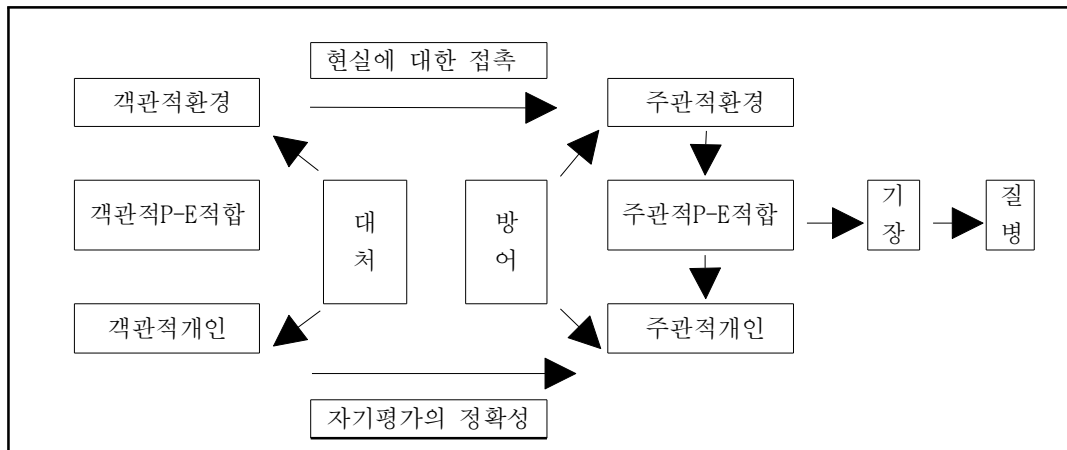 현실에 대한 접촉
객관적환경
주관적환경
객관적P-E적합
대
처
방
어
주관적P-E적합
기
장
질
병
객관적개인
주관적개인
자기평가의 정확성